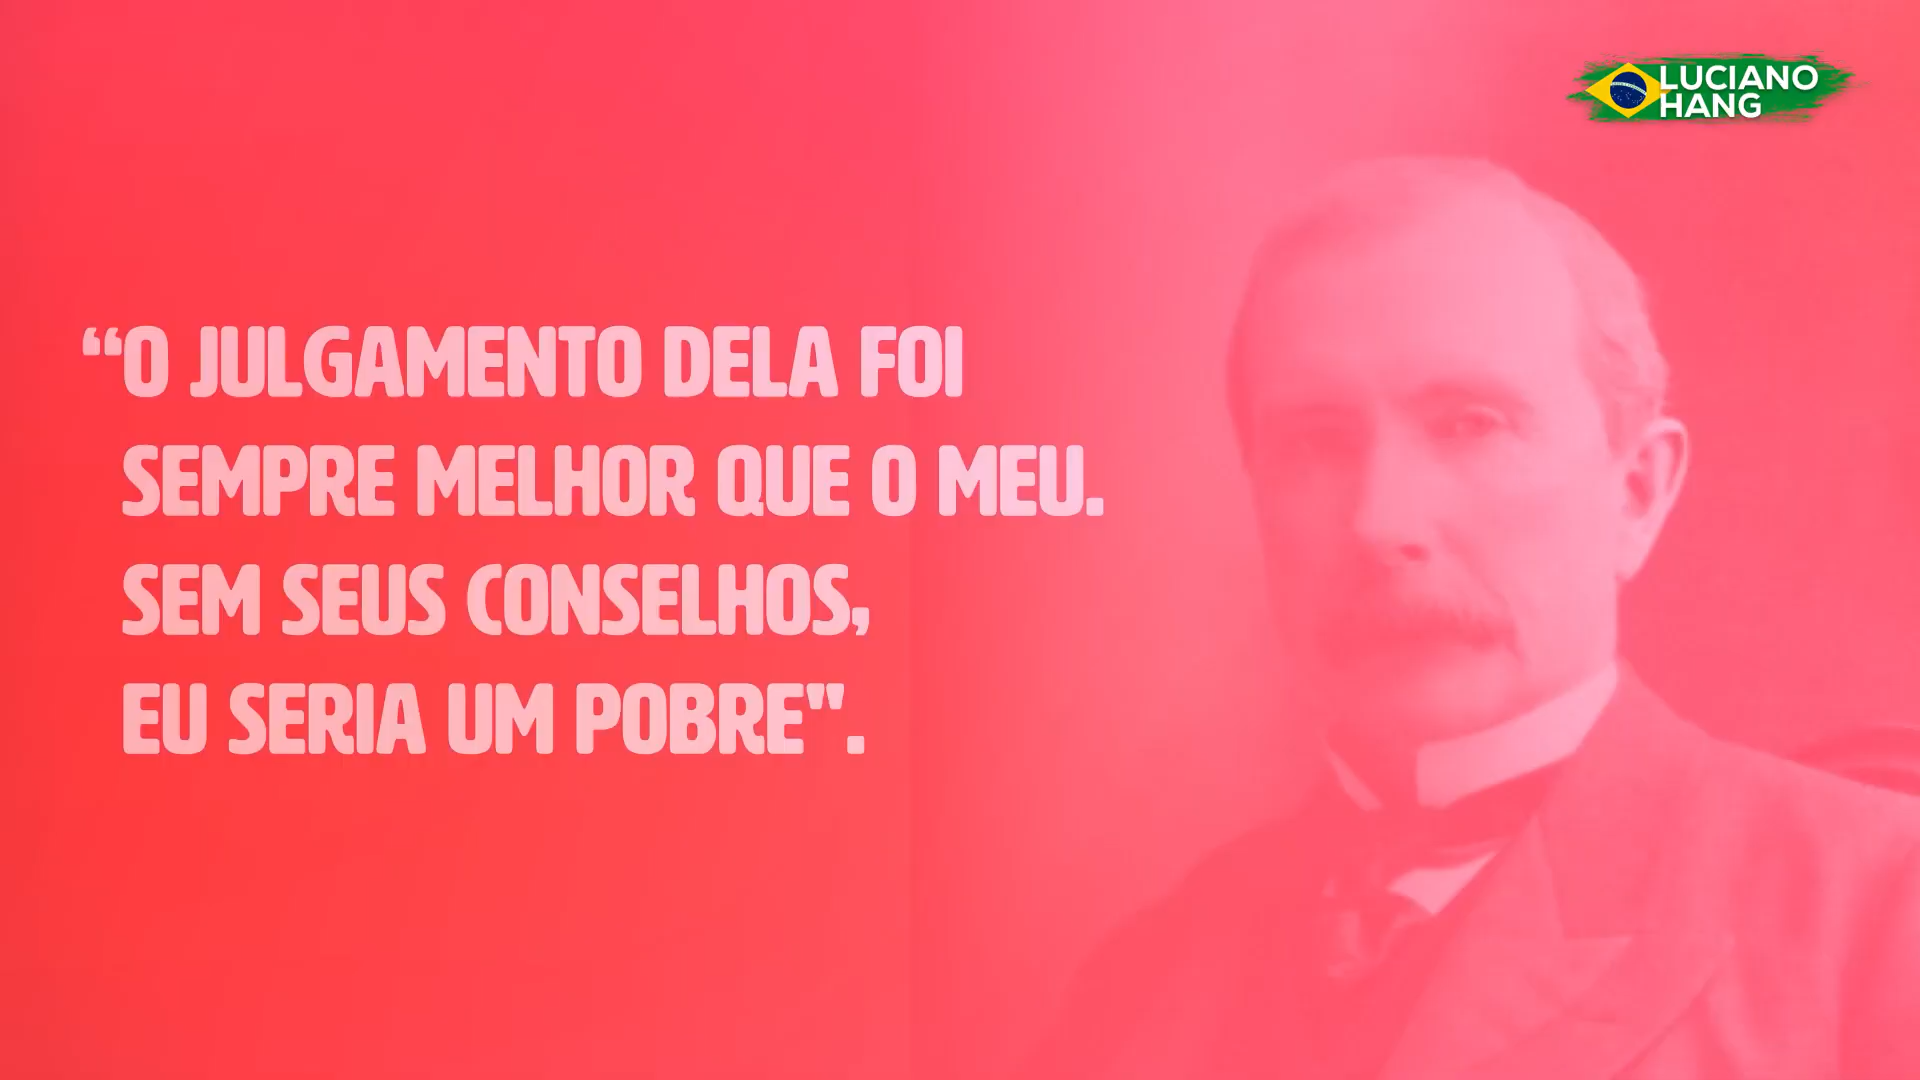 LUCIANO
HANG
“O JULGAMENTO DELA FOI
SEMPRE MELHOR QUE O MEU.
SEM SEUS CONSELHOS,
EU SERIA UM POBRE".